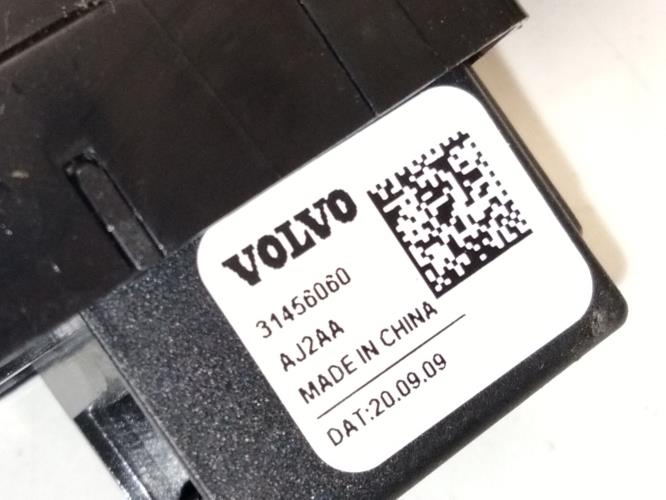 VOLVO
31456060
AJ2AA
MADE IN CHINA
DAT:20.09.09